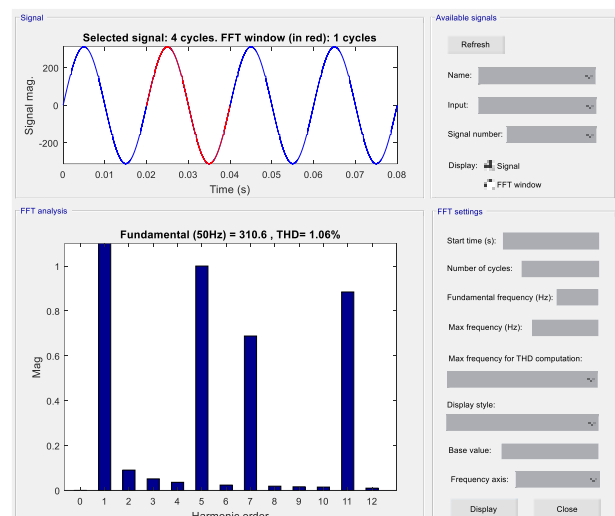 Signal
Selected signal: 4 cycles. FFT window (in red): 1 cycles
200
0
-200
Signal mag.
0 0.01 0.02 0.03 0.04 0.05 0.06 0.07 0.08
Time (s)
FFT analysis
Fundamental (50Hz) = 310.6 , THD= 1.06%
1
0.8
0.6
0.4
0.2
0
Mag
0 1 2 3 4 5 6 7 8 9 10 11 12
Harmonic order
Available signals
Refresh
Name:
Input:
Signal number:
Display: Signal
FFT window
FFT settings
Start time (s):
Number of cycles:
Fundamental frequency (Hz):
Max frequency (Hz):
Max frequency for THD computation:
Display style:
Base value:
Frequency axis:
Display Close